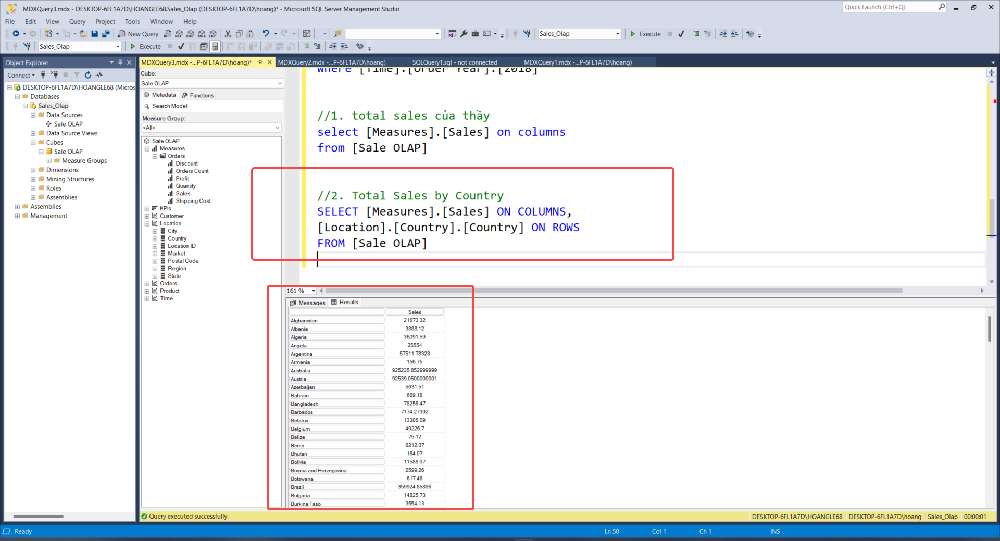 MDXQuery3.mdx - DESKTOP-6FL1A7D\HOANGLE68.Sales_Olap (DESKTOP-6FL1A7D\hoang)* - Microsoft SQL Server Management Studio
Quick Launch (Ctrl+Q)
File Edit View Query Project Tools Window Help
New Query MDX DMX XMLA DAX Sales_Olap Execute
Sales_Olap Execute
Object Explorer
Connect
DESKTOP-6FL1A7D\HOANGLE68 (Micros
Databases
Sales_Olap
Data Sources
Sale OLAP
Data Source Views
Cubes
Sale OLAP
Measure Groups
Dimensions
Mining Structures
Roles
Assemblies
Assemblies
Management
MDXQuery3.mdx -...P-6FL1A7D\hoang)* MDXQuery2.mdx -...P-6FL1A7D\hoang) SQLQuery1.sql - not connected MDXQuery1.mdx -...P-6FL1A7D\hoang)
Cube:
Sale OLAP
Metadata Functions
Search Model
Measure Group:
<All>
Sale OLAP
Measures
Orders
Discount
Orders Count
Profit
Quantity
Sales
Shipping Cost
KPIs
Customer
Location
City
Country
Location ID
Market
Postal Code
Region
State
Orders
Product
Time
where [Time].[Order Year].[2018]
//1. total sales của thầy
select [Measures].[Sales] on columns
from [Sale OLAP]
//2. Total Sales by Country
SELECT [Measures].[Sales] ON COLUMNS,
[Location].[Country].[Country] ON ROWS
FROM [Sale OLAP]
161 %
Messages Results
Sales
Afghanistan 21673.32
Albania 3888.12
Algeria 36091.59
Angola 25554
Argentina 57511.78328
Armenia 156.75
Australia 925235.852999999
Austria 92539.0500000001
Azerbaijan 5631.51
Bahrain 669.18
Bangladesh 78256.47
Barbados 7174.27392
Belarus 13386.09
Belgium 49226.7
Belize 75.12
Benin 6212.07
Bhutan 164.07
Bolivia 11588.97
Bosnia and Herzegovina 2599.26
Botswana 617.46
Brazil 359924.85896
Bulgaria 14825.73
Burkina Faso 3554.13
Query executed successfully. DESKTOP-6FL1A7D\HOANGLE68 DESKTOP-6FL1A7D\hoang Sales_Olap 00:00:01
Ready Ln 50 Col 1 Ch 1 INS